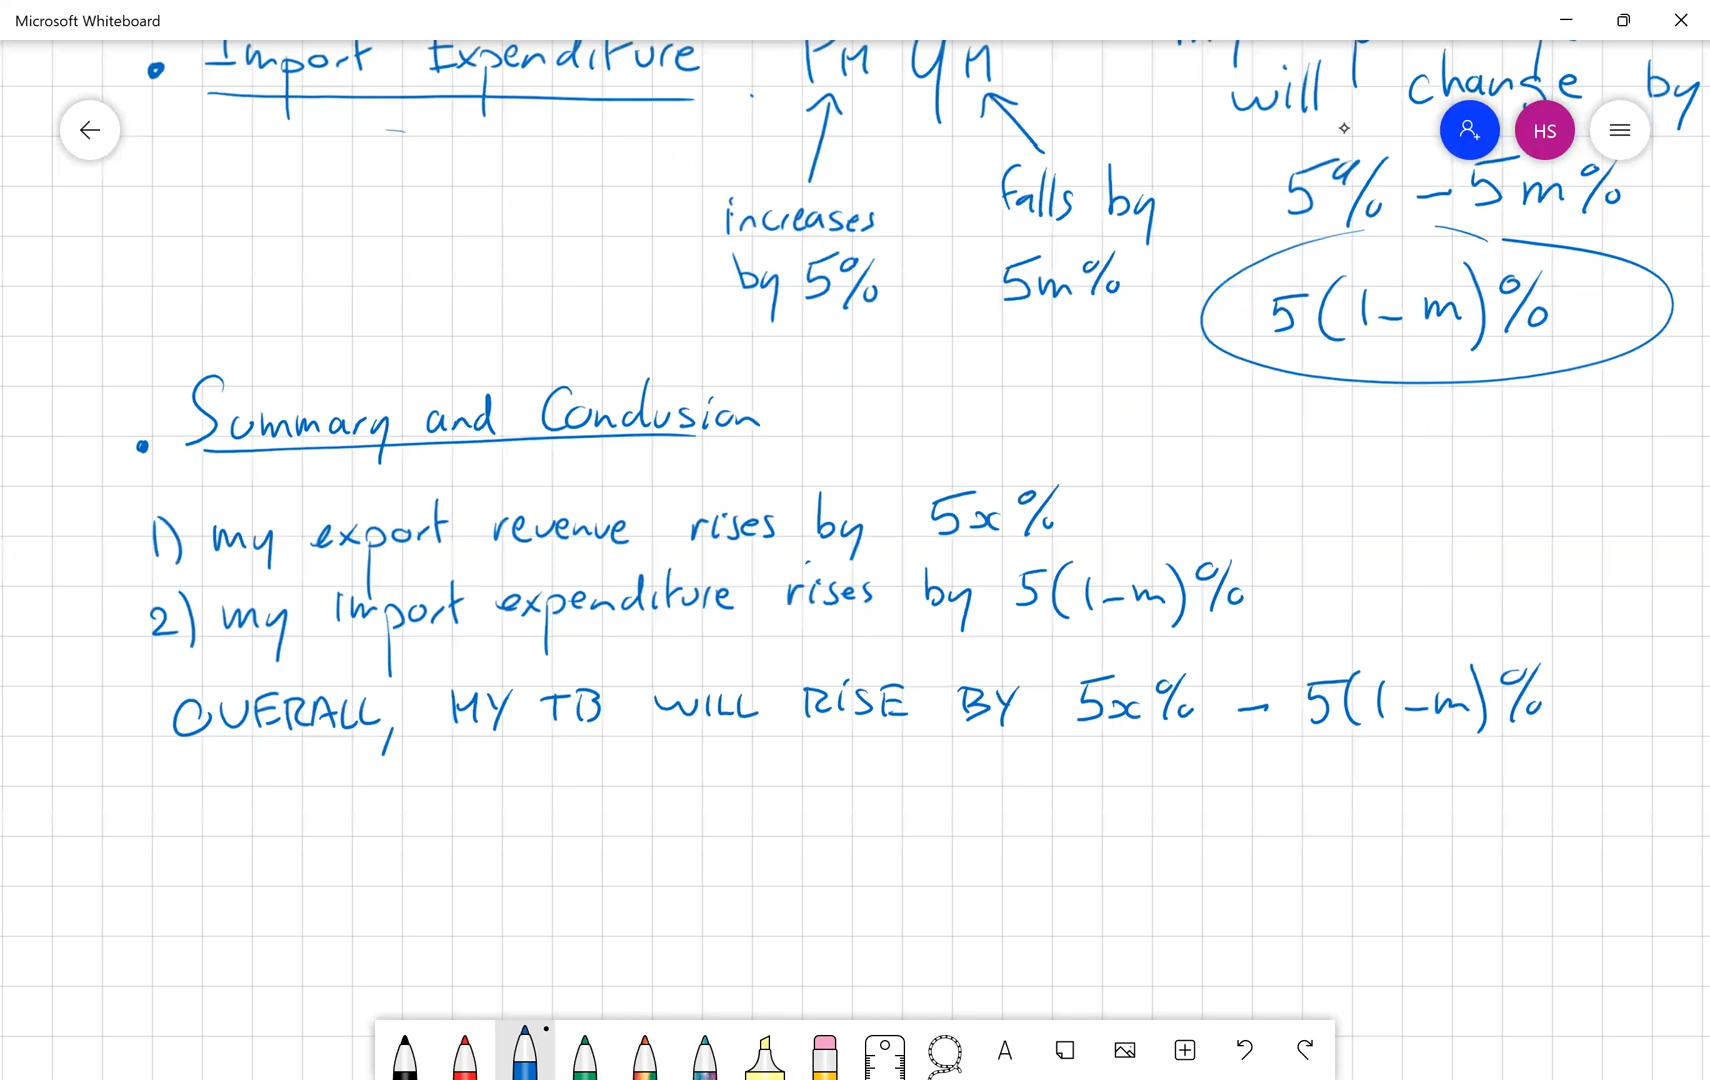 Microsoft Whiteboard
• Import Expenditure PM qM
will change by
HS
increases by 5%
falls by 5m%
5% - 5m%
5(1-m)%
• Summary and Conclusion
1) my export revenue rises by 5x%
2) my import expenditure rises by 5(1-m)%
OVERALL, MY TB WILL RISE BY 5x% - 5(1-m)%
A